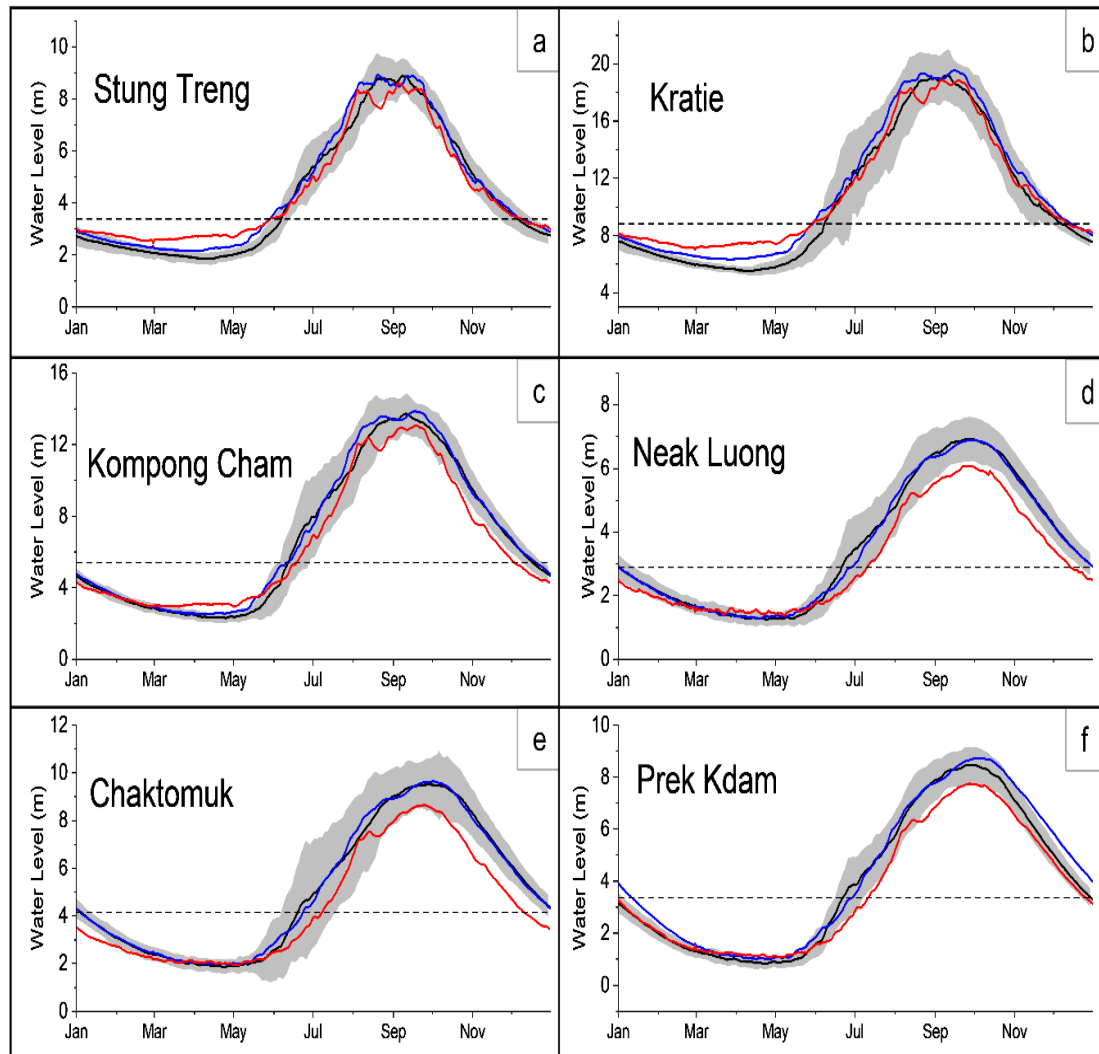 a
Stung Treng
Water Level (m)
10
8
6
4
2
0
Jan Mar May Jul Sep Nov
b
Kratie
Water Level (m)
20
16
12
8
4
Jan Mar May Jul Sep Nov
c
Kompong Cham
Water Level (m)
16
12
8
4
0
Jan Mar May Jul Sep Nov
d
Neak Luong
Water Level (m)
8
6
4
2
0
Jan Mar May Jul Sep Nov
e
Chaktomuk
Water Level (m)
12
10
8
6
4
2
0
Jan Mar May Jul Sep Nov
f
Prek Kdam
Water Level (m)
10
8
6
4
2
0
Jan Mar May Jul Sep Nov